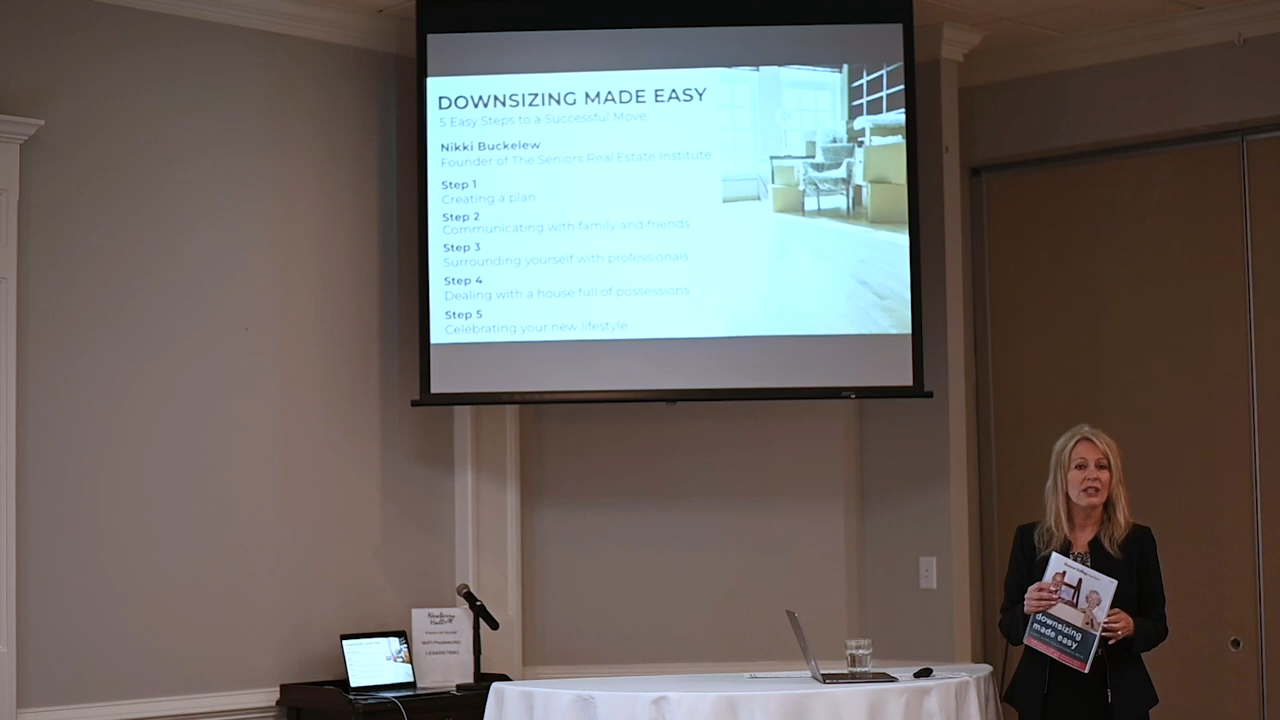 DOWNSIZING MADE EASY
5 Easy Steps to a Successful Move
Nikki Buckelew
Founder of The Seniors Real Estate Institute
Step 1
Creating a plan
Step 2
Communicating with family and friends
Step 3
Surrounding yourself with professionals
Step 4
Dealing with a house full of possessions
Step 5
Celebrating your new lifestyle
downsizing
made easy